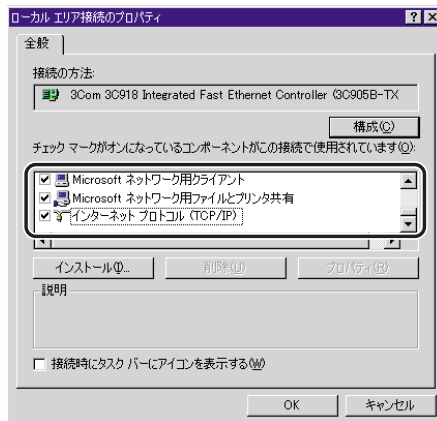 ローカル エリア接続のプロパティ
全般
接続の方法:
3Com 3C918 Integrated Fast Ethernet Controller (3C905B-TX
構成(C)
チェック マークがオンになっているコンポーネントがこの接続で使用されています(O):
Microsoft ネットワーク用クライアント
Microsoft ネットワーク用ファイルとプリンタ共有
インターネット プロトコル (TCP/IP)
インストール(I)... 削除(U) プロパティ(R)
説明
接続時にタスク バーにアイコンを表示する(W)
OK キャンセル